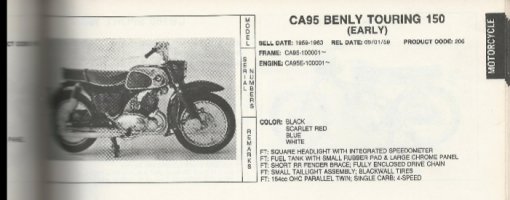 CA95 BENLY TOURING 150
(EARLY)
MODEL
SELL DATE: 1959-1963 REL DATE: 09/01/59 PRODUCT CODE: 206
SERIAL NUMBERS
FRAME: CA95-100001~
ENGINE: CA95E-100001~
REMARKS
COLOR: BLACK
SCARLET RED
BLUE
WHITE
FT: SQUARE HEADLIGHT WITH INTEGRATED SPEEDOMETER
FT: FUEL TANK WITH SMALL RUBBER PAD & LARGE CHROME PANEL
FT: SHORT RR FENDER BRACE; FULLY ENCLOSED DRIVE CHAIN
FT: SMALL TAILLIGHT ASSEMBLY; BLACKWALL TIRES
FT: 154cc OHC PARALLEL TWIN; SINGLE CARB; 4-SPEED
MOTORCYCLE